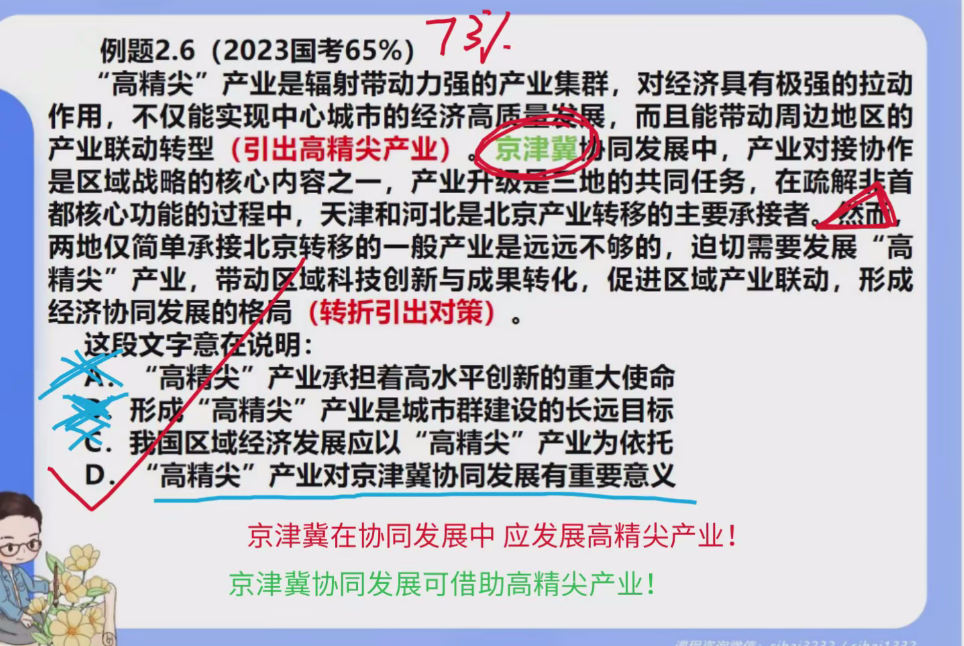 例题2.6（2023国考65%） 73%
“高精尖”产业是辐射带动力强的产业集群，对经济具有极强的拉动
作用，不仅能实现中心城市的经济高质量发展，而且能带动周边地区的
产业联动转型（引出高精尖产业）。京津冀协同发展中，产业对接协作
是区域战略的核心内容之一，产业升级是三地的共同任务，在疏解非首
都核心功能的过程中，天津和河北是北京产业转移的主要承接者。然而，
两地仅简单承接北京转移的一般产业是远远不够的，迫切需要发展“高
精尖”产业，带动区域科技创新与成果转化，促进区域产业联动，形成
经济协同发展的格局（转折引出对策）。
这段文字意在说明：
A.“高精尖”产业承担着高水平创新的重大使命
B.形成“高精尖”产业是城市群建设的长远目标
C.我国区域经济发展应以“高精尖”产业为依托
D.“高精尖”产业对京津冀协同发展有重要意义
京津冀在协同发展中 应发展高精尖产业！
京津冀协同发展可借助高精尖产业！